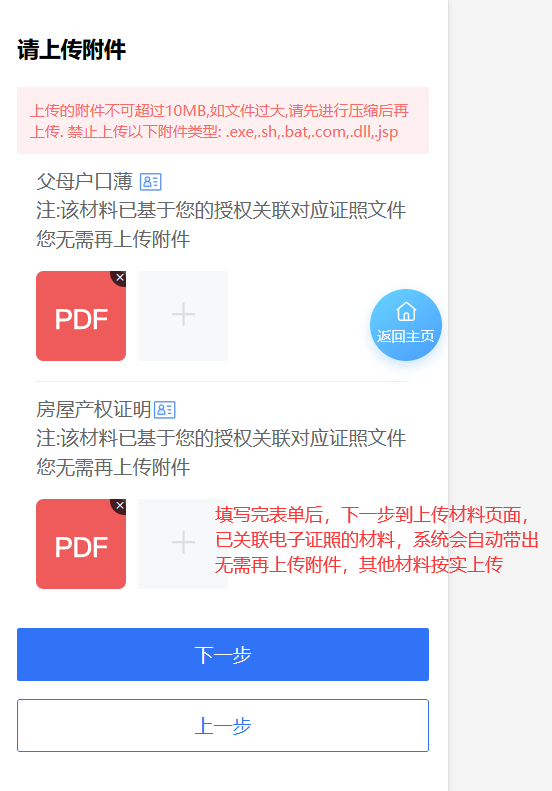 请上传附件
上传的附件不可超过10MB,如文件过大,请先进行压缩后再
上传. 禁止上传以下附件类型: .exe,.sh,.bat,.com,.dll,.jsp
父母户口薄
注:该材料已基于您的授权关联对应证照文件
您无需再上传附件
PDF
返回主页
房屋产权证明
注:该材料已基于您的授权关联对应证照文件
您无需再上传附件
PDF
填写完表单后，下一步到上传材料页面，
已关联电子证照的材料，系统会自动带出
无需再上传附件，其他材料按实上传
下一步
上一步